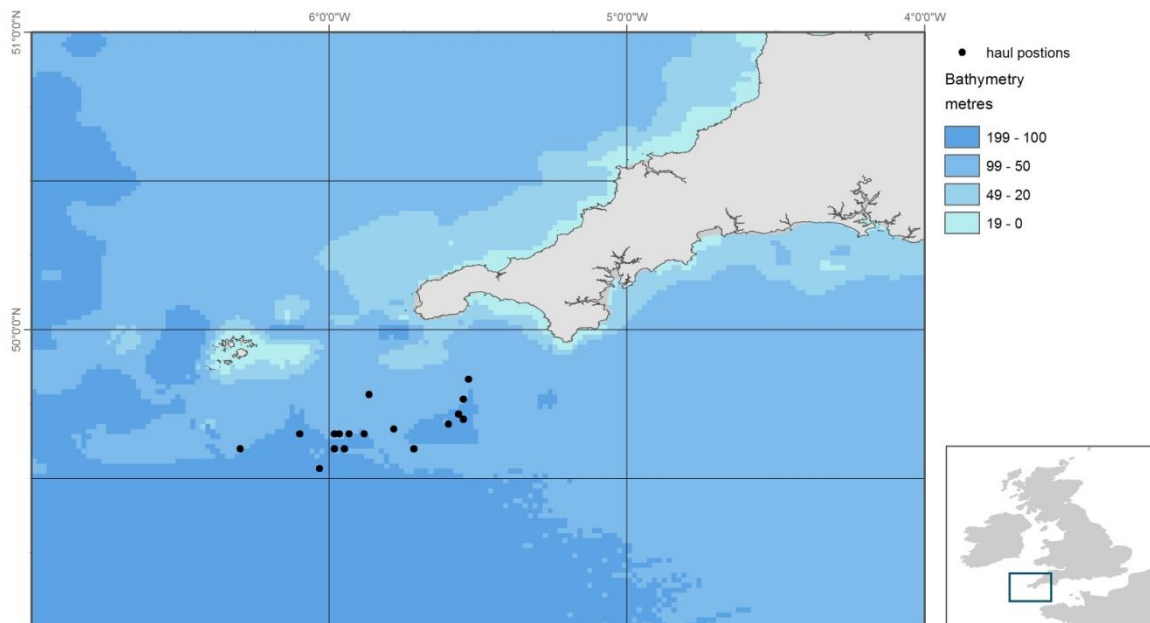 6°0'0"W
5°0'0"W
4°0'0"W
51°0'0"N
50°0'0"N
haul postions
Bathymetry
metres
199 - 100
99 - 50
49 - 20
19 - 0